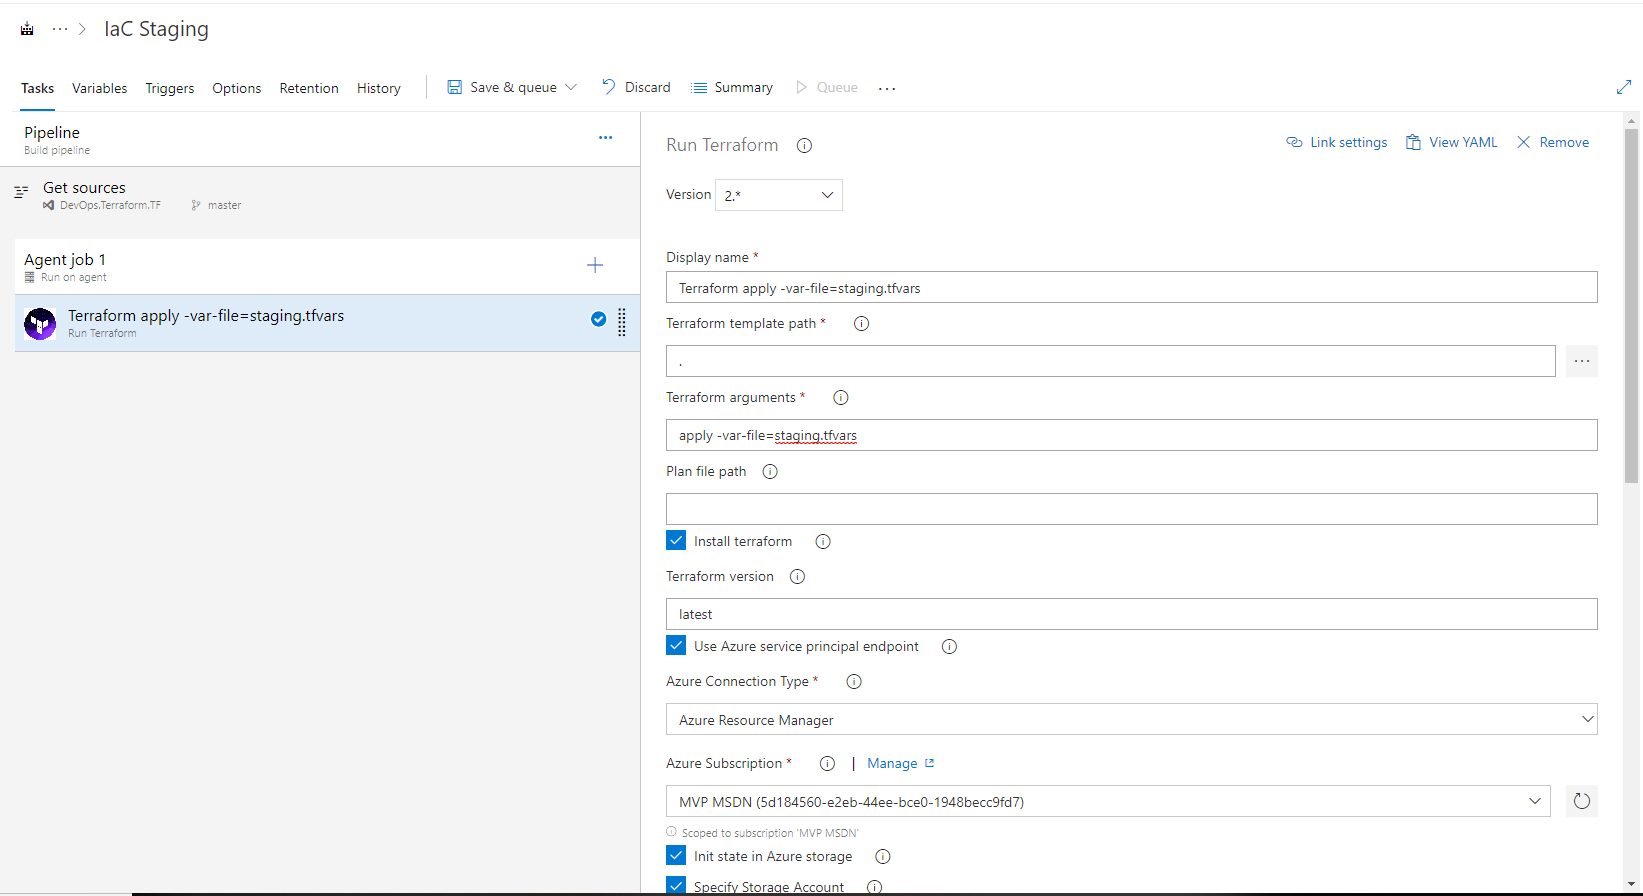 IaC Staging
Tasks Variables Triggers Options Retention History Save & queue Discard Summary Queue ...
Pipeline
Build pipeline
Get sources
DevOps.Terraform.TF master
Agent job 1
Run on agent
Terraform apply -var-file=staging.tfvars
Run Terraform
Run Terraform
Link settings View YAML Remove
Version 2.*
Display name *
Terraform apply -var-file=staging.tfvars
Terraform template path *
.
Terraform arguments *
apply -var-file=staging.tfvars
Plan file path
Install terraform
Terraform version
latest
Use Azure service principal endpoint
Azure Connection Type *
Azure Resource Manager
Azure Subscription * | Manage
MVP MSDN (5d184560-e2eb-44ee-bce0-1948becc9fd7)
Scoped to subscription 'MVP MSDN'
Init state in Azure storage
Specify Storage Account